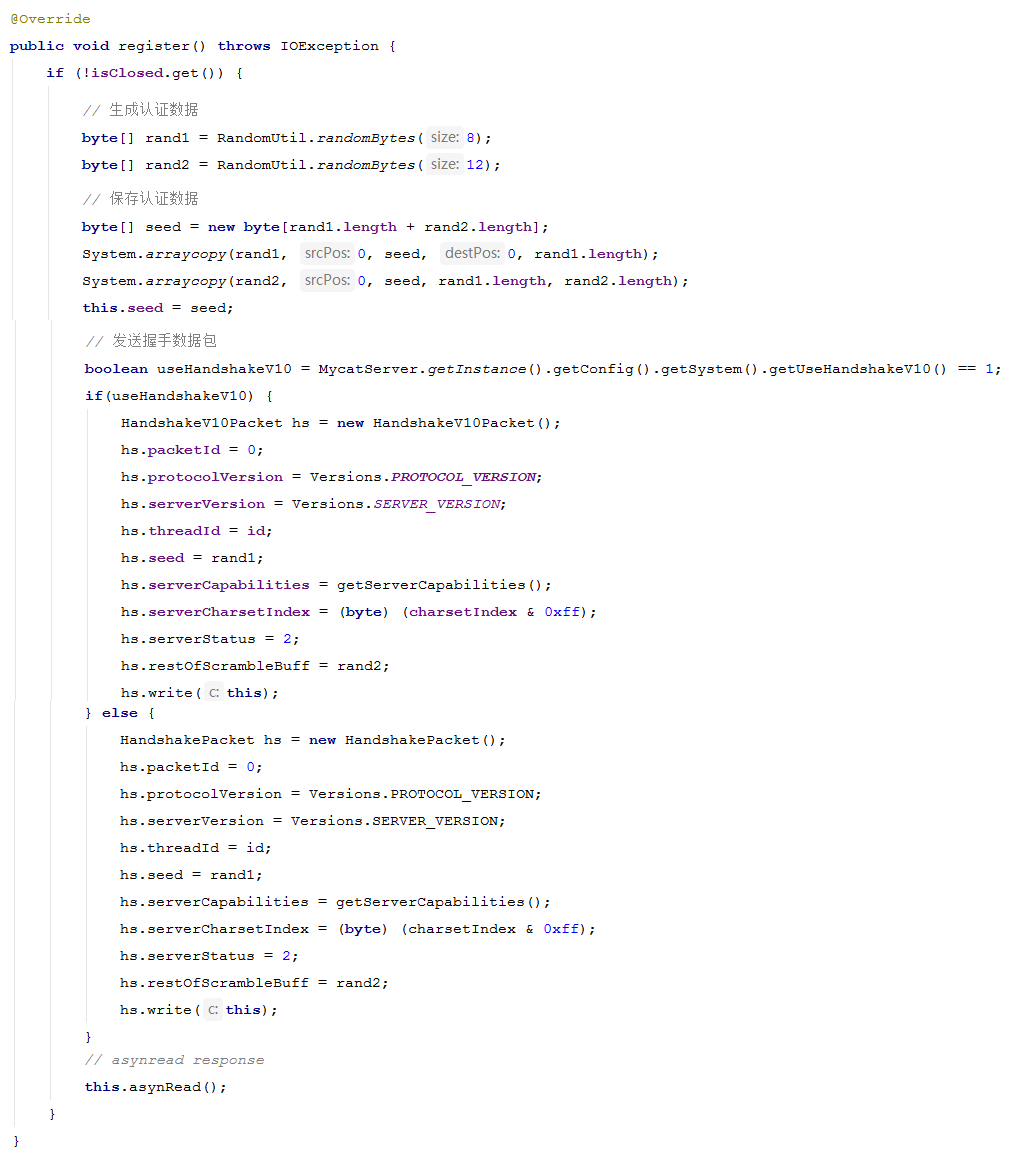 @Override
public void register() throws IOException {
if (!isClosed.get()) {
// 生成认证数据
byte[] rand1 = RandomUtil.randomBytes( size: 8);
byte[] rand2 = RandomUtil.randomBytes( size: 12);
// 保存认证数据
byte[] seed = new byte[rand1.length + rand2.length];
System.arraycopy(rand1, srcPos: 0, seed, destPos: 0, rand1.length);
System.arraycopy(rand2, srcPos: 0, seed, rand1.length, rand2.length);
this.seed = seed;
// 发送握手数据包
boolean useHandshakeV10 = MycatServer.getInstance().getConfig().getSystem().getUseHandshakeV10() == 1;
if(useHandshakeV10) {
HandshakeV10Packet hs = new HandshakeV10Packet();
hs.packetId = 0;
hs.protocolVersion = Versions.PROTOCOL_VERSION;
hs.serverVersion = Versions.SERVER_VERSION;
hs.threadId = id;
hs.seed = rand1;
hs.serverCapabilities = getServerCapabilities();
hs.serverCharsetIndex = (byte) (charsetIndex & 0xff);
hs.serverStatus = 2;
hs.restOfScrambleBuff = rand2;
hs.write( c: this);
} else {
HandshakePacket hs = new HandshakePacket();
hs.packetId = 0;
hs.protocolVersion = Versions.PROTOCOL_VERSION;
hs.serverVersion = Versions.SERVER_VERSION;
hs.threadId = id;
hs.seed = rand1;
hs.serverCapabilities = getServerCapabilities();
hs.serverCharsetIndex = (byte) (charsetIndex & 0xff);
hs.serverStatus = 2;
hs.restOfScrambleBuff = rand2;
hs.write( c: this);
}
// asynread response
this.asynRead();
}
}